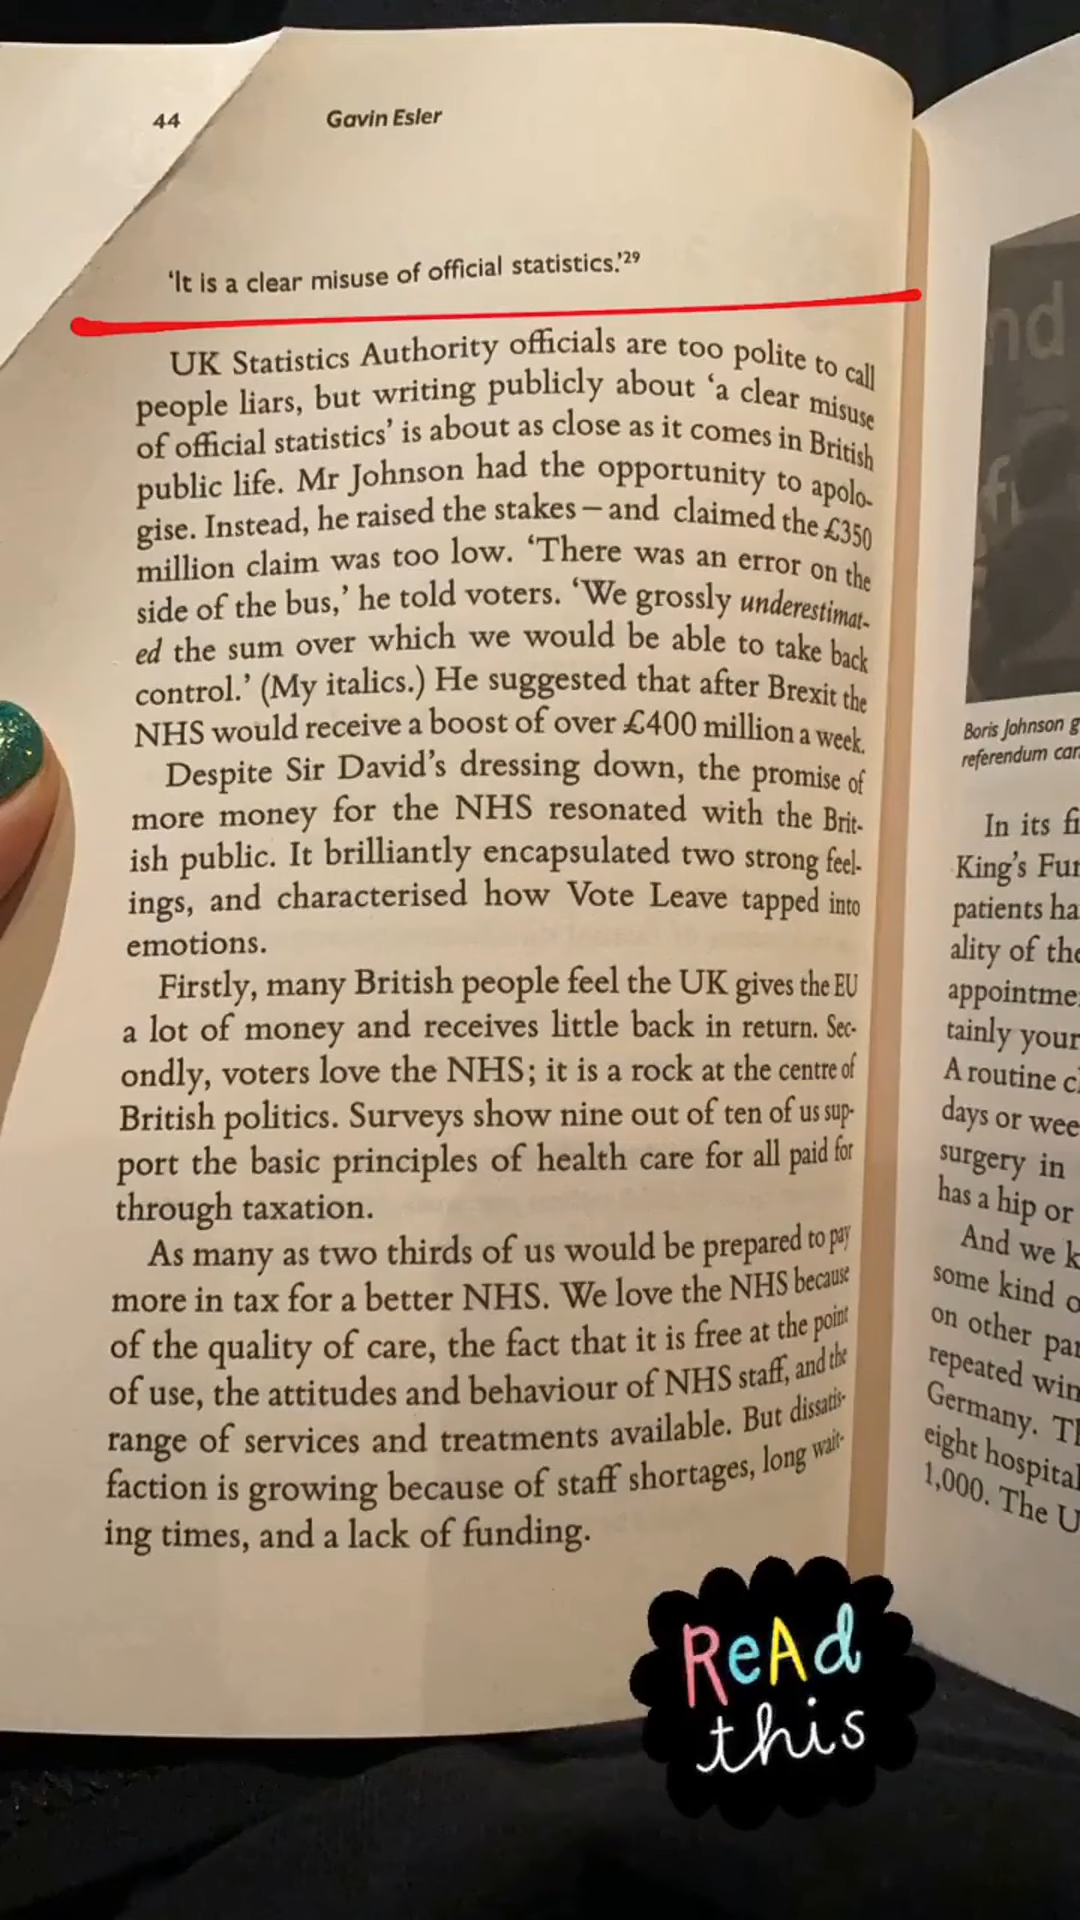 44
Gavin Esler
'It is a clear misuse of official statistics.'29
UK Statistics Authority officials are too polite to call
people liars, but writing publicly about 'a clear misuse
of official statistics' is about as close as it comes in British
public life. Mr Johnson had the opportunity to apolo-
gise. Instead, he raised the stakes – and claimed the £350
million claim was too low. 'There was an error on the
side of the bus,' he told voters. 'We grossly underestimat-
ed the sum over which we would be able to take back
control.' (My italics.) He suggested that after Brexit the
NHS would receive a boost of over £400 million a week.
Despite Sir David's dressing down, the promise of
more money for the NHS resonated with the Brit-
ish public. It brilliantly encapsulated two strong feel-
ings, and characterised how Vote Leave tapped into
emotions.
Firstly, many British people feel the UK gives the EU
a lot of money and receives little back in return. Sec-
ondly, voters love the NHS; it is a rock at the centre of
British politics. Surveys show nine out of ten of us sup-
port the basic principles of health care for all paid for
through taxation.
As many as two thirds of us would be prepared to pay
more in tax for a better NHS. We love the NHS because
of the quality of care, the fact that it is free at the point
of use, the attitudes and behaviour of NHS staff, and the
range of services and treatments available. But dissatis-
faction is growing because of staff shortages, long wait-
ing times, and a lack of funding.
Boris Johnson
referendum
In its
King's
patients
ality of the
tainly your
A routine
days or
surgery in
has a hip or
And we
some kind
on other
repeated
Germany.
eight
1,000. The
ReAd
this